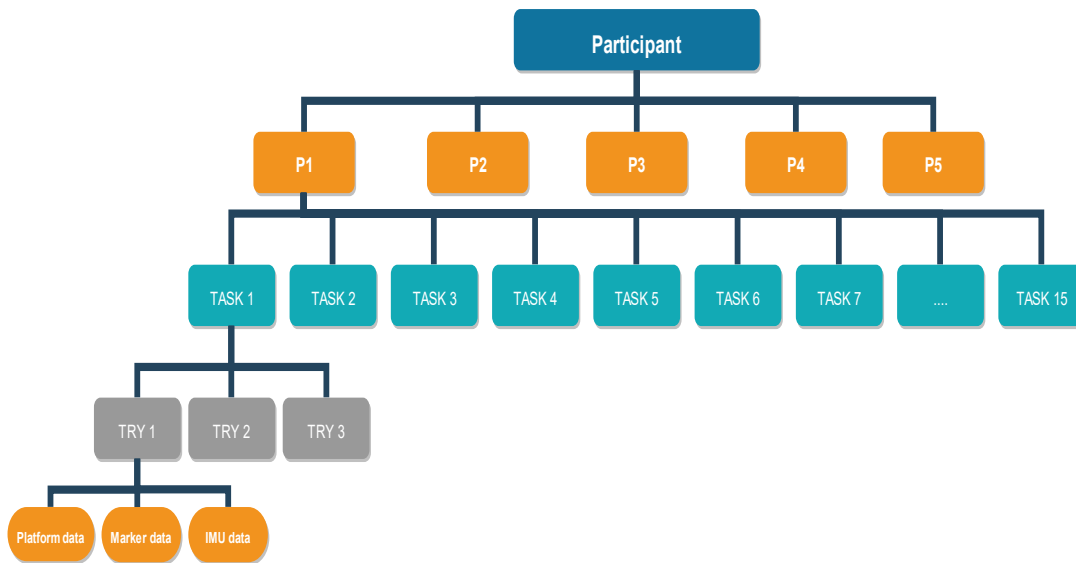 Participant
P1
P2
P3
P4
P5
TASK 1
TASK 2
TASK 3
TASK 4
TASK 5
TASK 6
TASK 7
....
TASK 15
TRY 1
TRY 2
TRY 3
Platform data
Marker data
IMU data